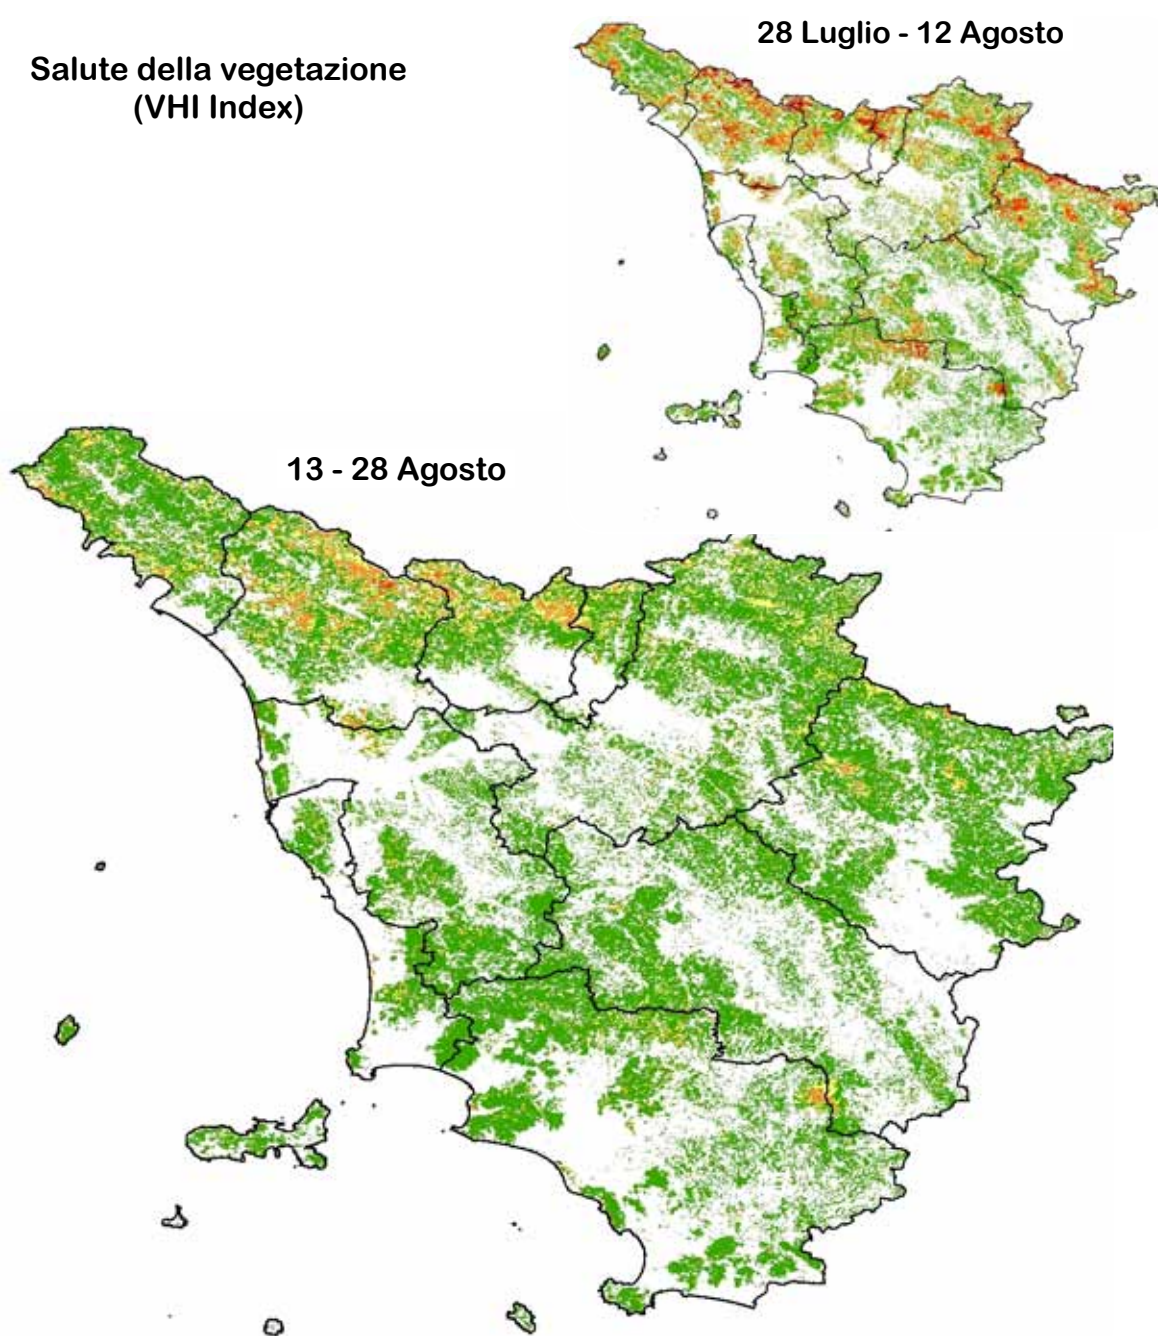 Salute della vegetazione
(VHI Index)
28 Luglio - 12 Agosto
13 - 28 Agosto